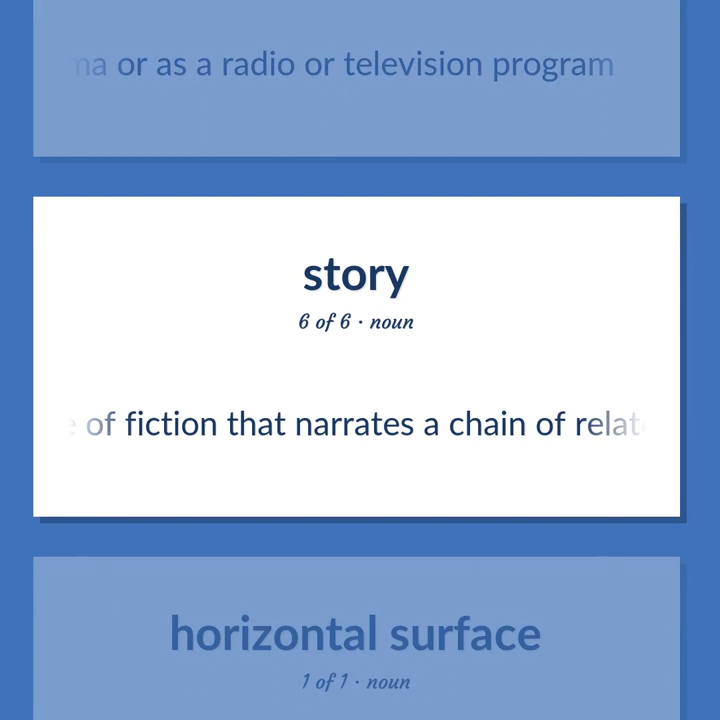 or as a radio or television program
story
6 of 6 · noun
of fiction that narrates a chain of
horizontal surface
1 of 1 · noun